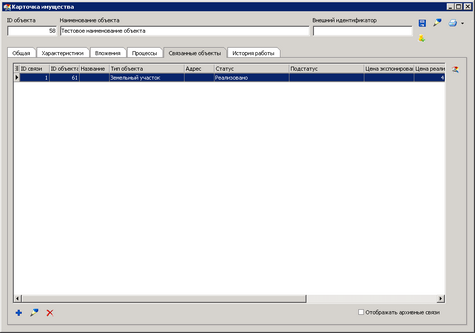 Карточка имущества
ID объекта Наименование объекта Внешний идентификатор
58 Тестовое наименование объекта
Общая Характеристики Вложения Процессы Связанные объекты История работы
ID связи ID объекта Название Тип объекта Адрес Статус Подстатус Цена экспонирова Цена реали
1 61 Земельный участок Реализовано 4
Отображать архивные связи